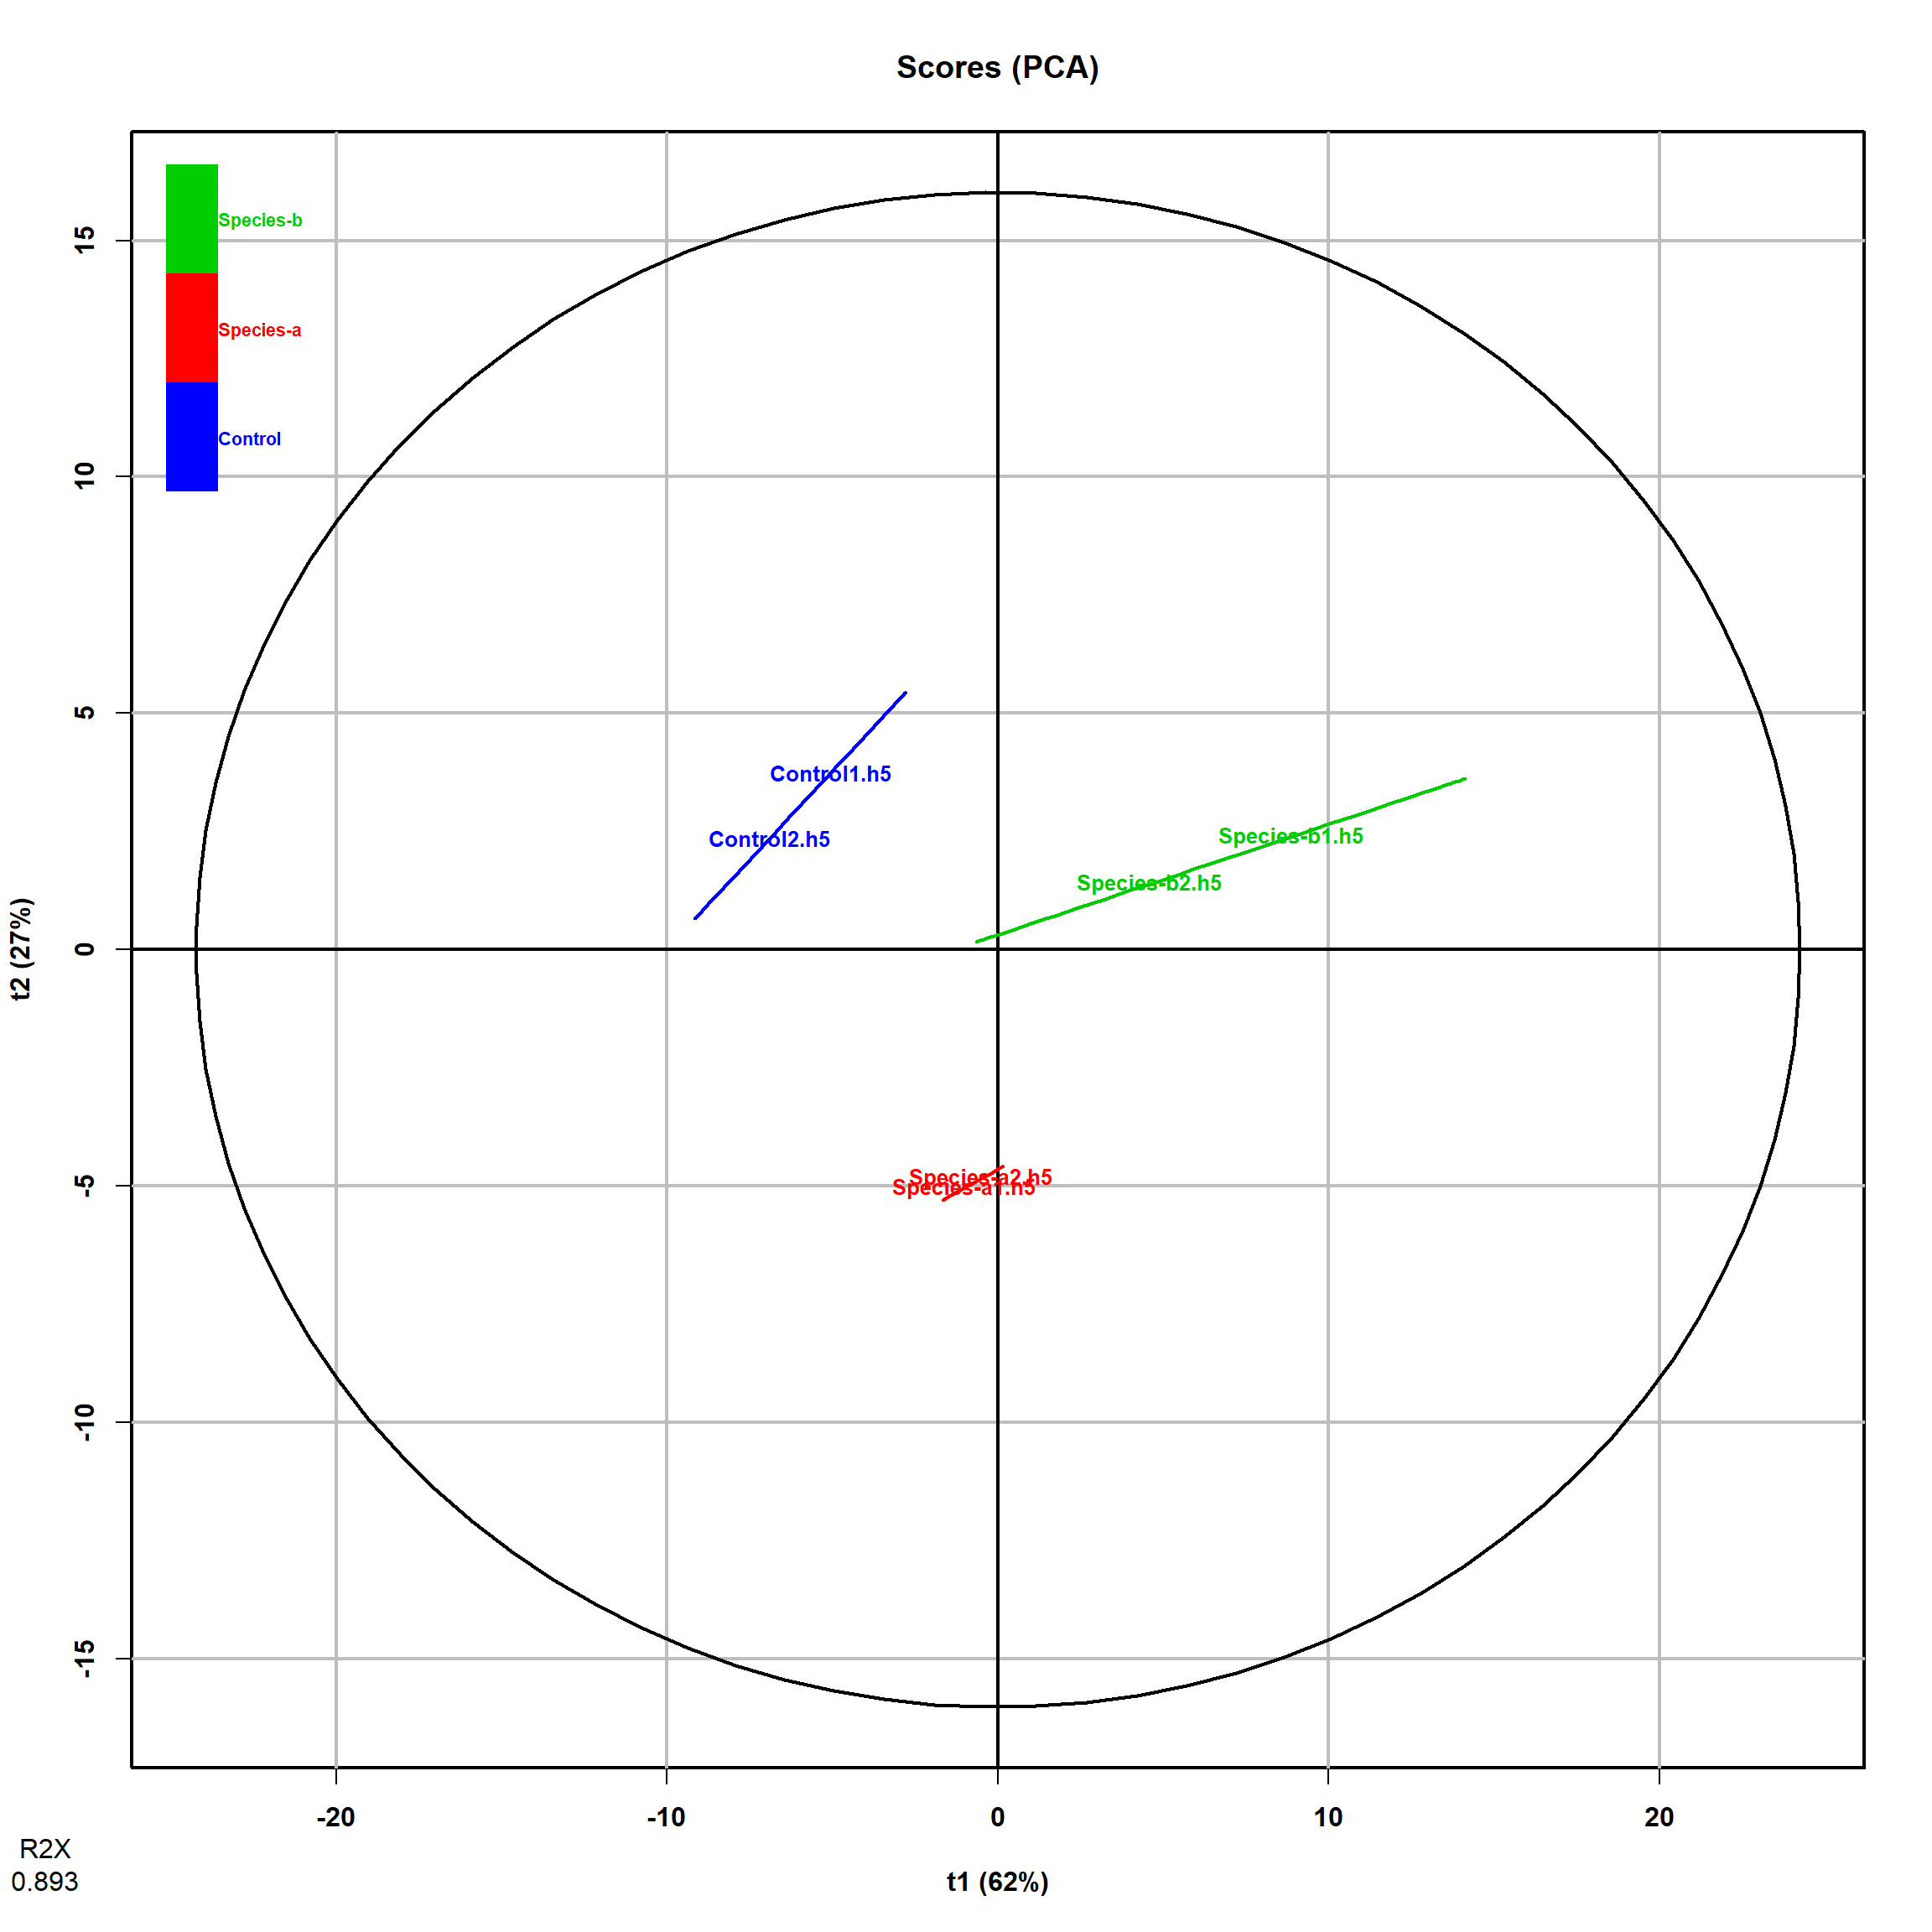 Scores (PCA)
Species-b
Species-a
Control
15
10
5
0
-5
-10
-15
t2 (27%)
Control1.h5
Control2.h5
Species-b1.h5
Species-b2.h5
Species-a2.h5
Species-a1.h5
-20
-10
0
10
20
t1 (62%)
R2X
0.893